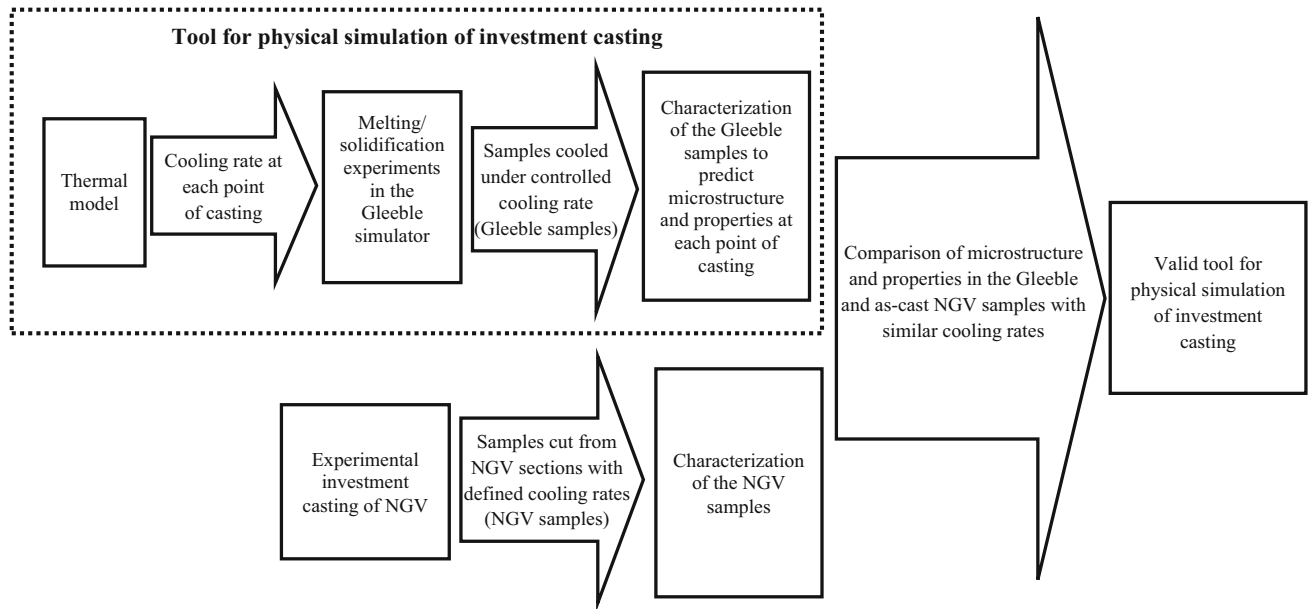 Tool for physical simulation of investment casting
Thermal
model
Cooling rate at
each point
of casting
Melting/
solidification
experiments
in the
Gleeble
simulator
Samples cooled
under controlled
cooling rate
(Gleeble samples)
Characterization
of the Gleeble
samples to
predict
microstructure
and properties at
each point of
casting
Comparison of microstructure
and properties in the Gleeble
and as-cast NGV samples with
similar cooling rates
Valid tool for
physical simulation
of investment
casting
Experimental
investment
casting of NGV
Samples cut from
NGV sections with
defined cooling rates
(NGV samples)
Characterization
of the NGV
samples